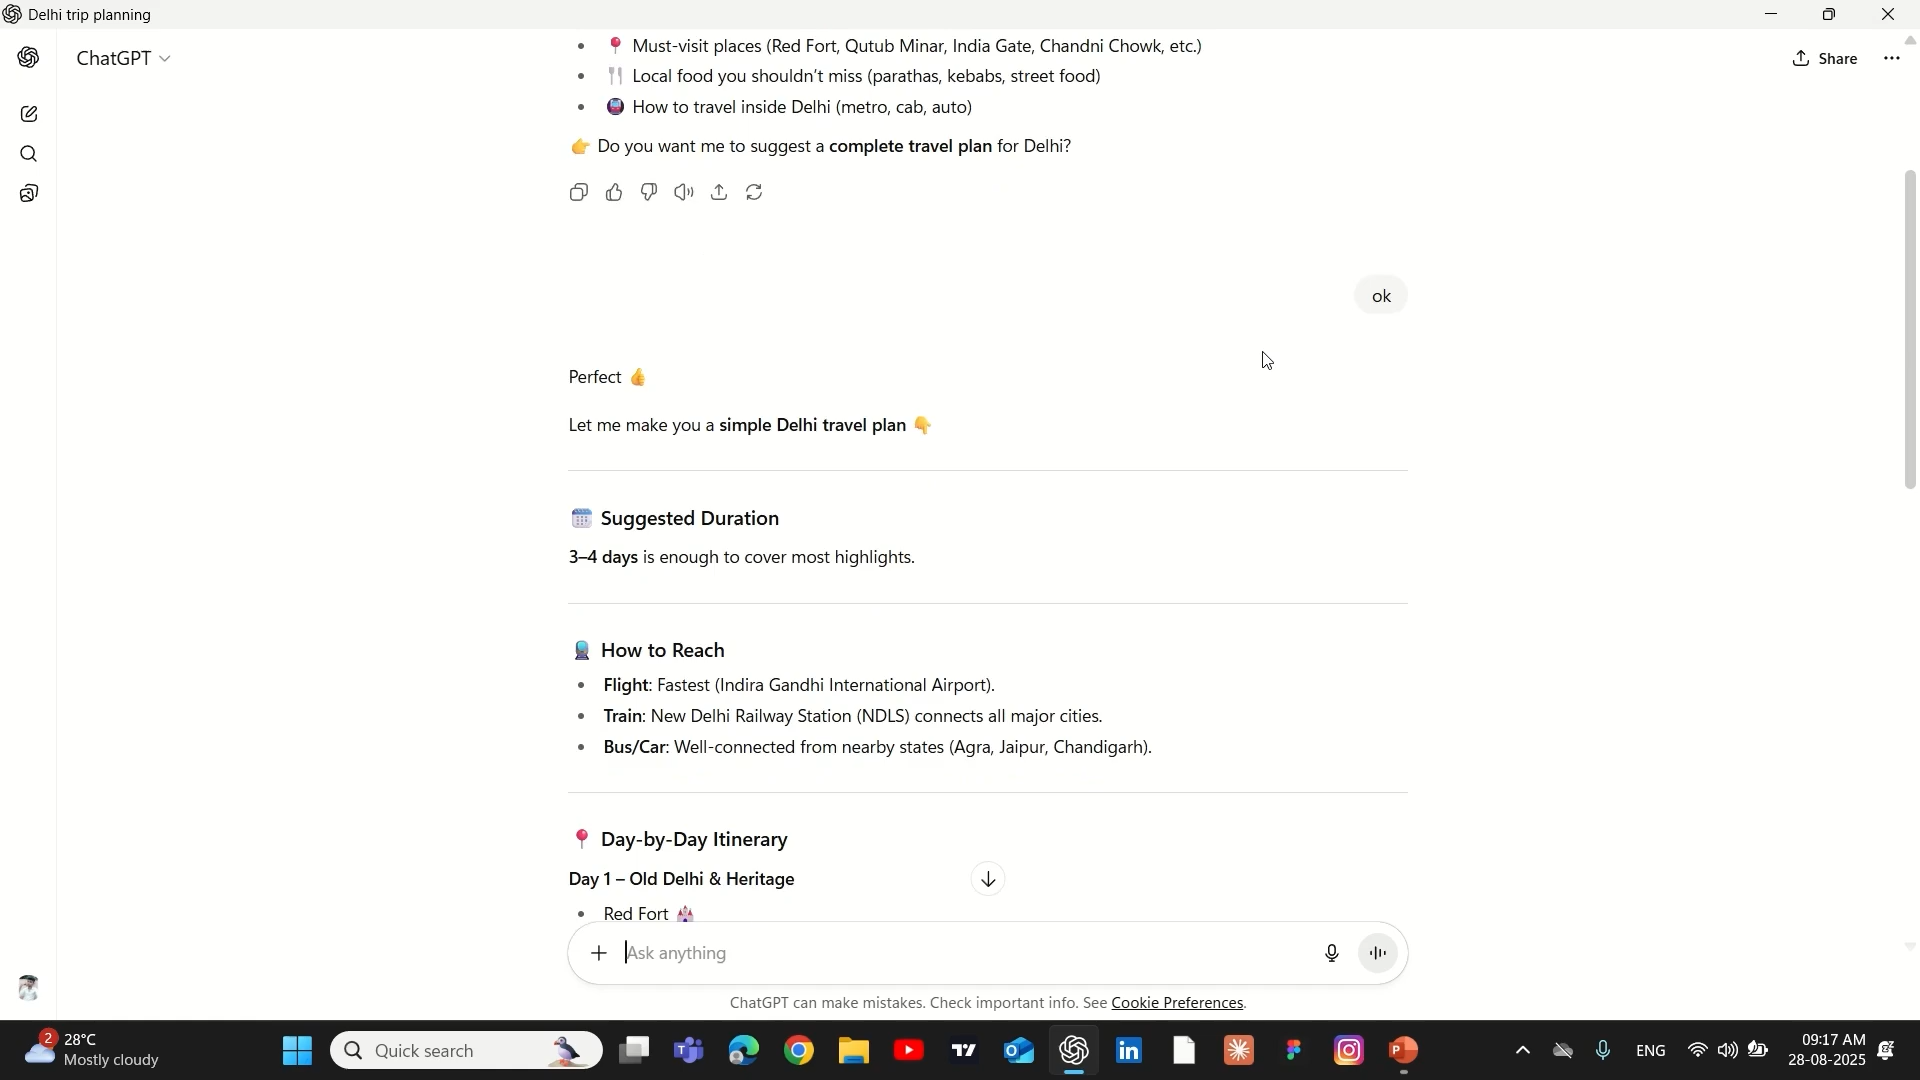 Delhi trip planning
ChatGPT
Share
Must-visit places (Red Fort, Qutub Minar, India Gate, Chandni Chowk, etc.)
Local food you shouldn't miss (parathas, kebabs, street food)
How to travel inside Delhi (metro, cab, auto)
Do you want me to suggest a complete travel plan for Delhi?
ok
Perfect
Let me make you a simple Delhi travel plan
Suggested Duration
3–4 days is enough to cover most highlights.
How to Reach
Flight: Fastest (Indira Gandhi International Airport).
Train: New Delhi Railway Station (NDLS) connects all major cities.
Bus/Car: Well-connected from nearby states (Agra, Jaipur, Chandigarh).
Day-by-Day Itinerary
Day 1 – Old Delhi & Heritage
Red Fort
Ask anything
ChatGPT can make mistakes. Check important info. See Cookie Preferences.
2
28°C
Mostly cloudy
Quick search
ENG
09:17 AM
28-08-2025